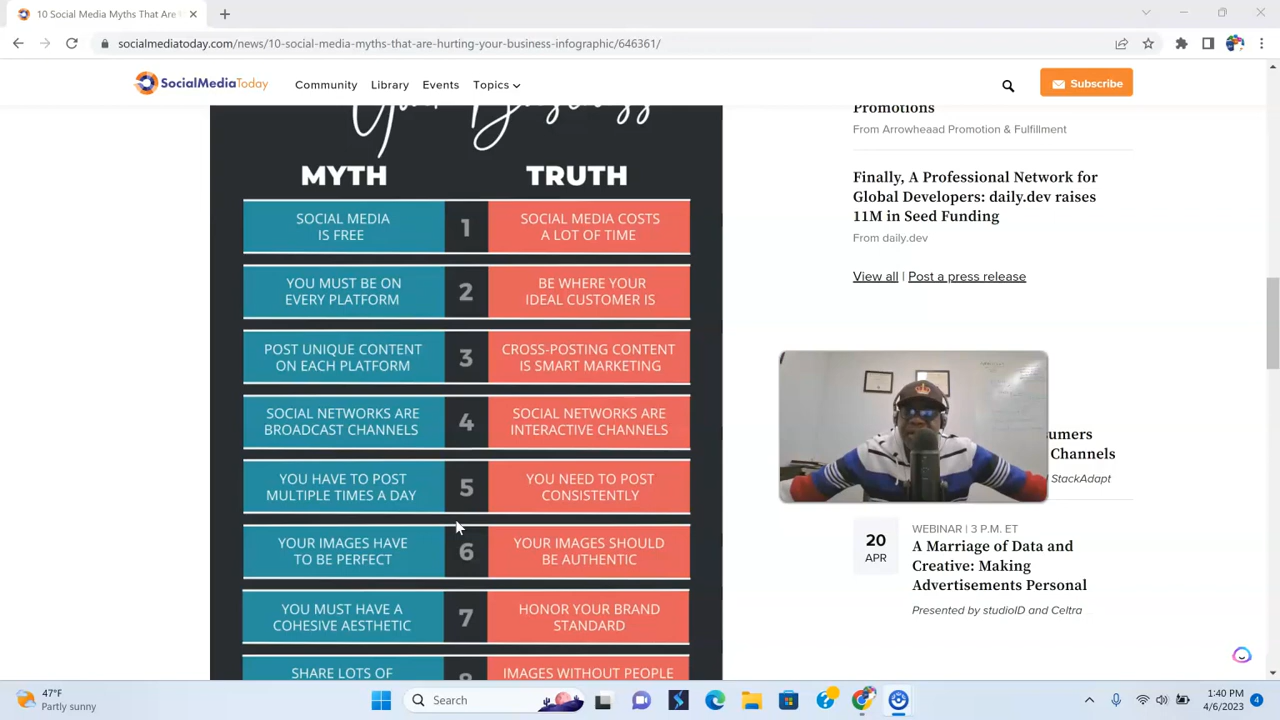 10 Social Media Myths That Are
socialmediatoday.com/news/10-social-media-myths-that-are-hurting-your-business-infographic/646361/
SocialMediaToday
Community
Library
Events
Topics
Subscribe
Your Business
MYTH
TRUTH
SOCIAL MEDIA
IS FREE
1
SOCIAL MEDIA COSTS
A LOT OF TIME
YOU MUST BE ON
EVERY PLATFORM
2
BE WHERE YOUR
IDEAL CUSTOMER IS
POST UNIQUE CONTENT
ON EACH PLATFORM
3
CROSS-POSTING CONTENT
IS SMART MARKETING
SOCIAL NETWORKS ARE
BROADCAST CHANNELS
4
SOCIAL NETWORKS ARE
INTERACTIVE CHANNELS
YOU HAVE TO POST
MULTIPLE TIMES A DAY
5
YOU NEED TO POST
CONSISTENTLY
YOUR IMAGES HAVE
TO BE PERFECT
6
YOUR IMAGES SHOULD
BE AUTHENTIC
YOU MUST HAVE A
COHESIVE AESTHETIC
7
HONOR YOUR BRAND
STANDARD
SHARE LOTS OF
8
IMAGES WITHOUT PEOPLE
Promotions
From Arrowheaad Promotion & Fulfillment
Finally, A Professional Network for
Global Developers: daily.dev raises
11M in Seed Funding
From daily.dev
View all | Post a press release
sumers
Channels
StackAdapt
20
APR
WEBINAR | 3 P.M. ET
A Marriage of Data and
Creative: Making
Advertisements Personal
Presented by studioID and Celtra
47°F
Partly sunny
Search
1:40 PM
4/6/2023
4